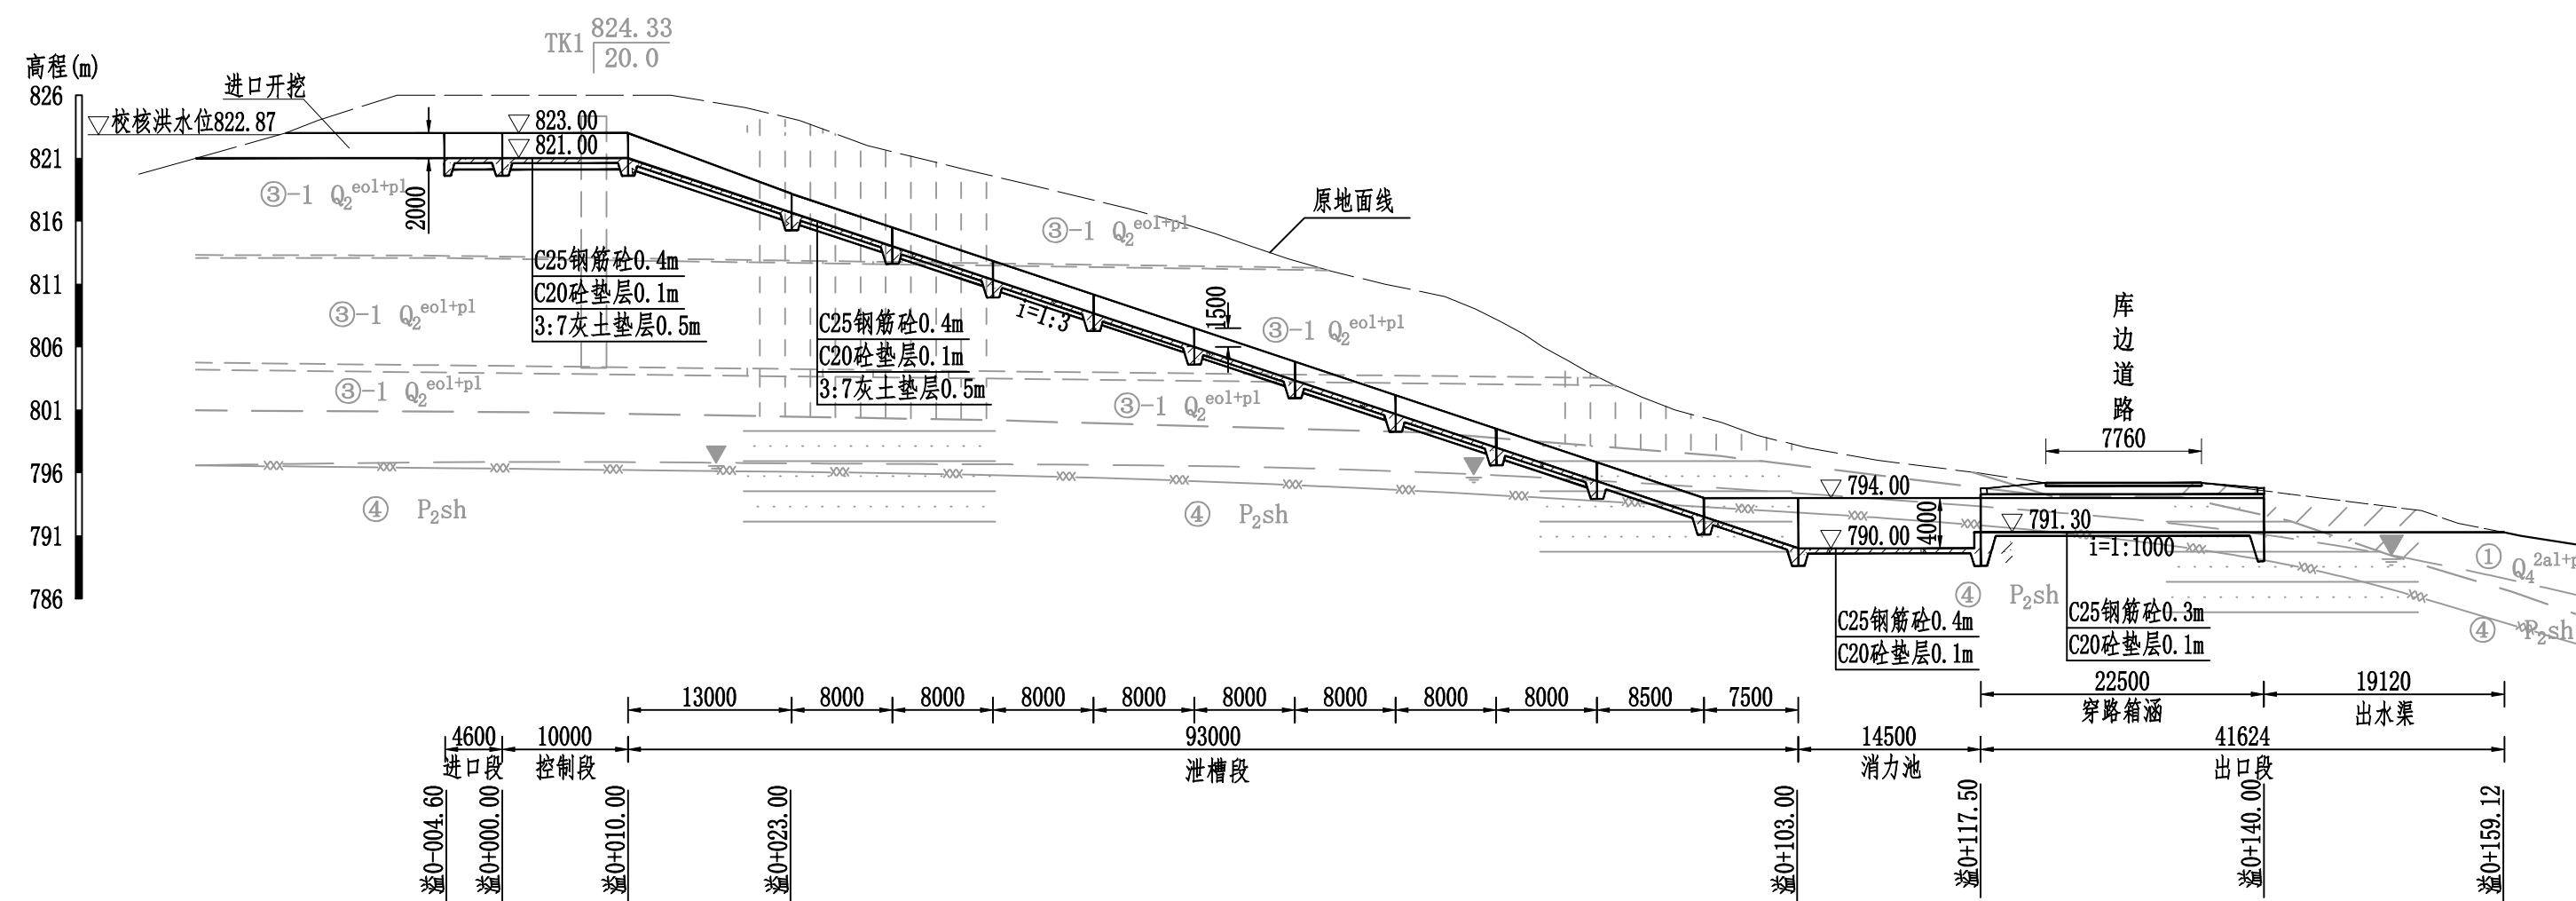 TK1 824.33
20.0
高程(m)
826
821
816
811
806
801
796
791
786
进口开挖
校核洪水位822.87
823.00
821.00
2000
③-1 Q2eol+pl
③-1 Q2eol+pl
③-1 Q2eol+pl
③-1 Q2eol+pl
③-1 Q2eol+pl
③-1 Q2eol+pl
原地面线
C25钢筋砼0.4m
C20砼垫层0.1m
3:7灰土垫层0.5m
C25钢筋砼0.4m
C20砼垫层0.1m
3:7灰土垫层0.5m
i=1:3
1500
库边道路
7760
④ P2sh
④ P2sh
④ P2sh
④ P2sh
794.00
790.00
4000
791.30
i=1:1000
① Q42al+p
C25钢筋砼0.4m
C20砼垫层0.1m
C25钢筋砼0.3m
C20砼垫层0.1m
13000 8000 8000 8000 8000 8000 8000 8000 8000 8500 7500
22500 19120
穿路箱涵 出水渠
4600 10000 93000 14500 41624
进口段 控制段 泄槽段 消力池 出口段
溢0-004.60
溢0+000.00
溢0+010.00
溢0+023.00
溢0+103.00
溢0+117.50
溢0+140.00
溢0+159.12